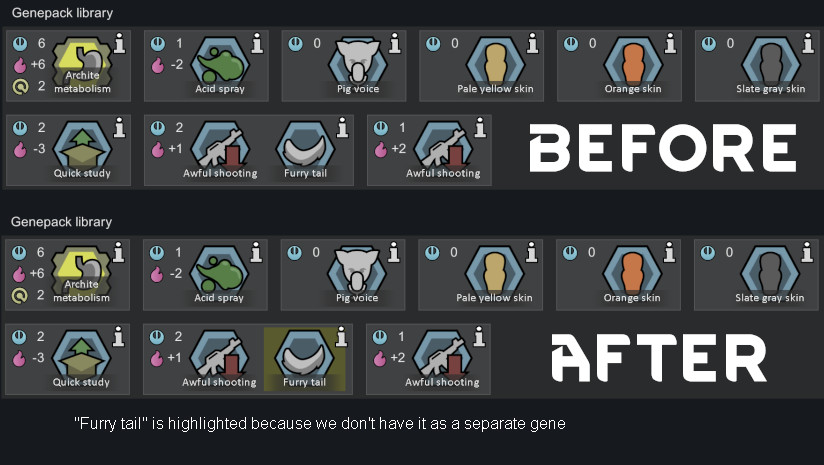 Genepack library
6
+6
2
Archite
metabolism
1
-2
Acid spray
0
Pig voice
0
Pale yellow skin
0
Orange skin
0
Slate gray skin
2
-3
Quick study
2
+1
Awful shooting
Furry tail
1
+2
Awful shooting
BEFORE
Genepack library
6
+6
2
Archite
metabolism
1
-2
Acid spray
0
Pig voice
0
Pale yellow skin
0
Orange skin
0
Slate gray skin
2
-3
Quick study
2
+1
Awful shooting
Furry tail
1
+2
Awful shooting
AFTER
"Furry tail" is highlighted because we don't have it as a separate gene